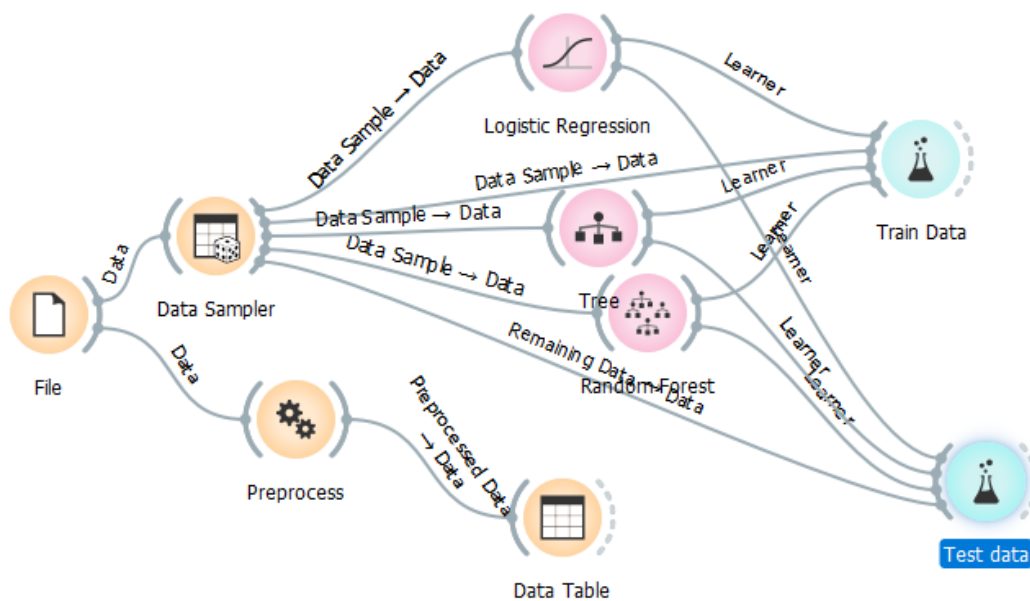 Data Sample → Data
Learner
Logistic Regression
Data Sample → Data
Learner
Train Data
Data Sample → Data
Data
Data Sampler
Data Sample → Data
Tree
Learner
Learner
File
Data
Remaining Data → Data
Random Forest
Learner
Learner
Preprocess
Preprocessed Data
→ Data
Data Table
Test data